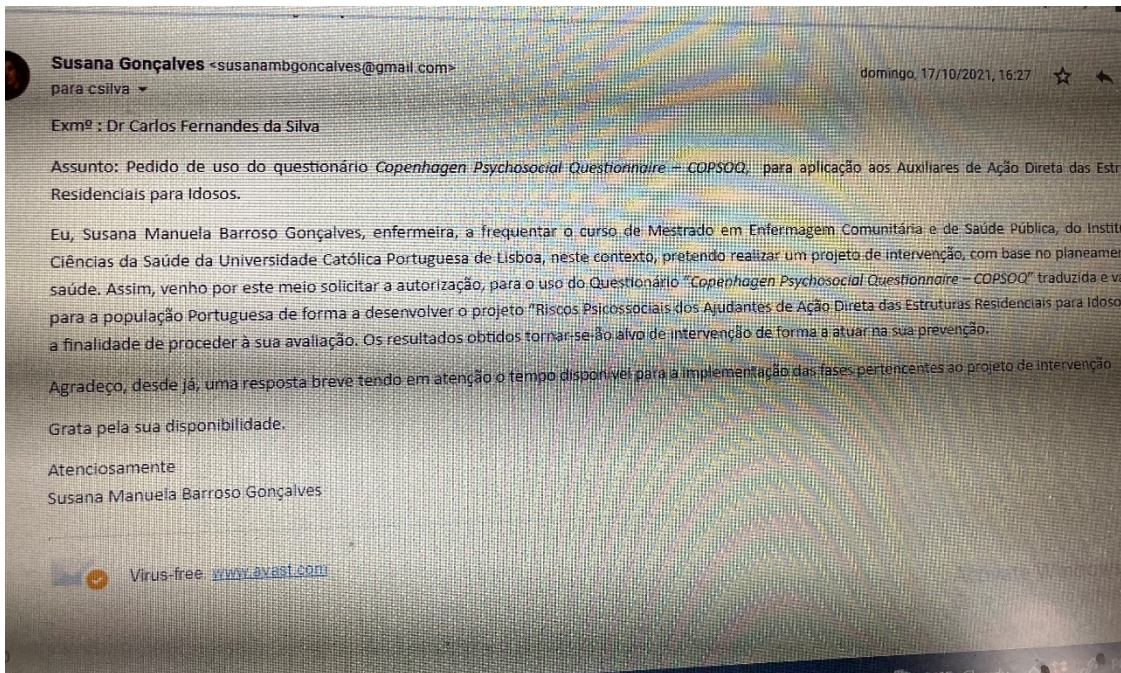 Susana Gonçalves <susanambgoncalves@gmail.com>
domingo, 17/10/2021, 16:27
para csilva
Exmº : Dr Carlos Fernandes da Silva
Assunto: Pedido de uso do questionário Copenhagen Psychosocial Questionnaire – COPSOQ, para aplicação aos Auxiliares de Ação Direta das Estr
Residenciais para Idosos.
Eu, Susana Manuela Barroso Gonçalves, enfermeira, a frequentar o curso de Mestrado em Enfermagem Comunitária e de Saúde Pública, do Instit
Ciências da Saúde da Universidade Católica Portuguesa de Lisboa, neste contexto, pretendo realizar um projeto de intervenção, com base no planeame
saúde. Assim, venho por este meio solicitar a autorização, para o uso do Questionário "Copenhagen Psychosocial Questionnaire – COPSOQ" traduzida e va
para a população Portuguesa de forma a desenvolver o projeto "Riscos Psicossociais dos Ajudantes de Ação Direta das Estruturas Residenciais para Idoso
a finalidade de proceder à sua avaliação. Os resultados obtidos tornar-se-ão alvo de intervenção de forma a atuar na sua prevenção.
Agradeço, desde já, uma resposta breve tendo em atenção o tempo disponível para a implementação das fases pertencentes ao projeto de intervenção
Grata pela sua disponibilidade.
Atenciosamente
Susana Manuela Barroso Gonçalves
Virus-free www.avast.com